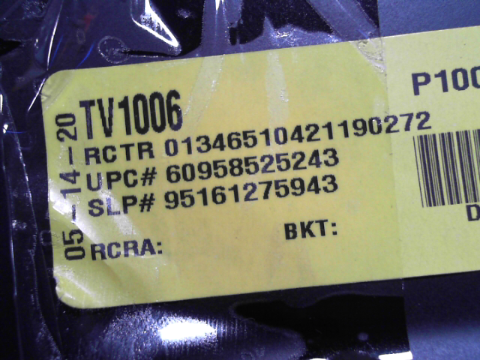 05-14-20
TV1006
RCTR 01346510421190272
UPC# 60958525243
SLP# 95161275943
RCRA:
BKT:
P100
D